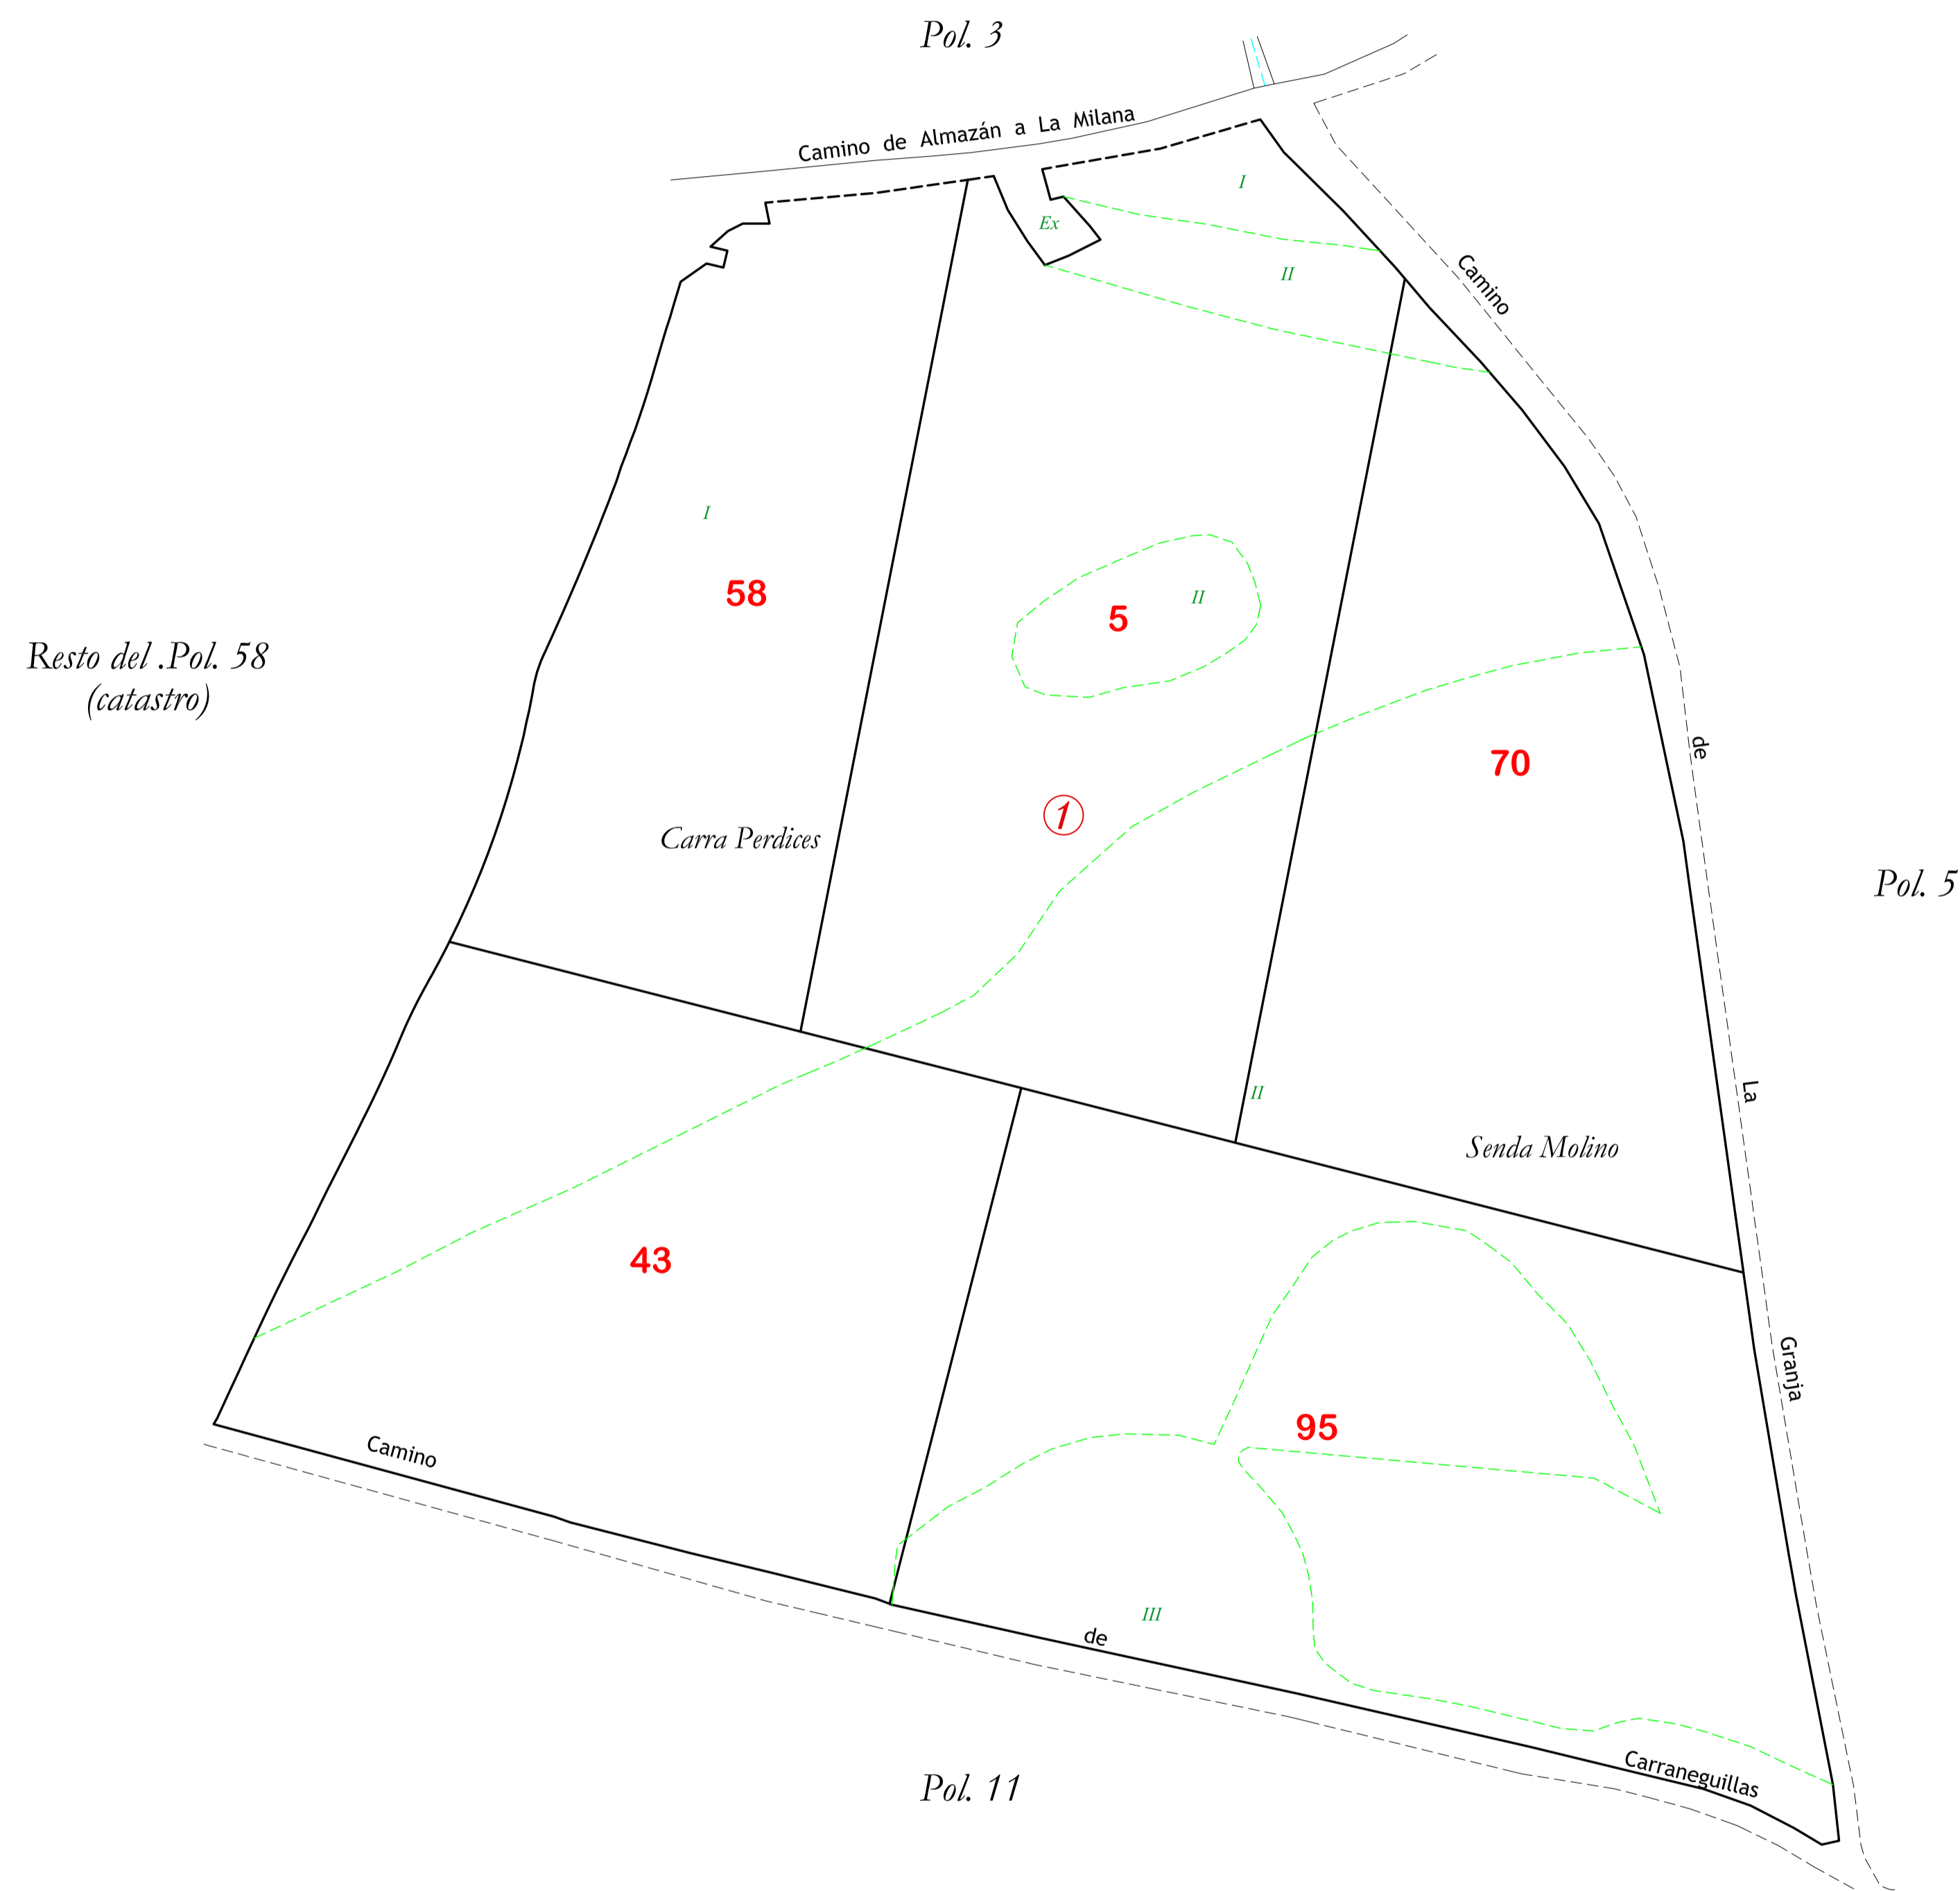 Pol. 3
Camino de Almazán a La Milana
I
Ex
II
Camino
I
58
II
5
Resto del .Pol. 58
(catastro)
de
70
1
Carra Perdices
Pol. 5
II
La
Senda Molino
43
Granja
95
Camino
III
de
Carraneguillas
Pol. 11